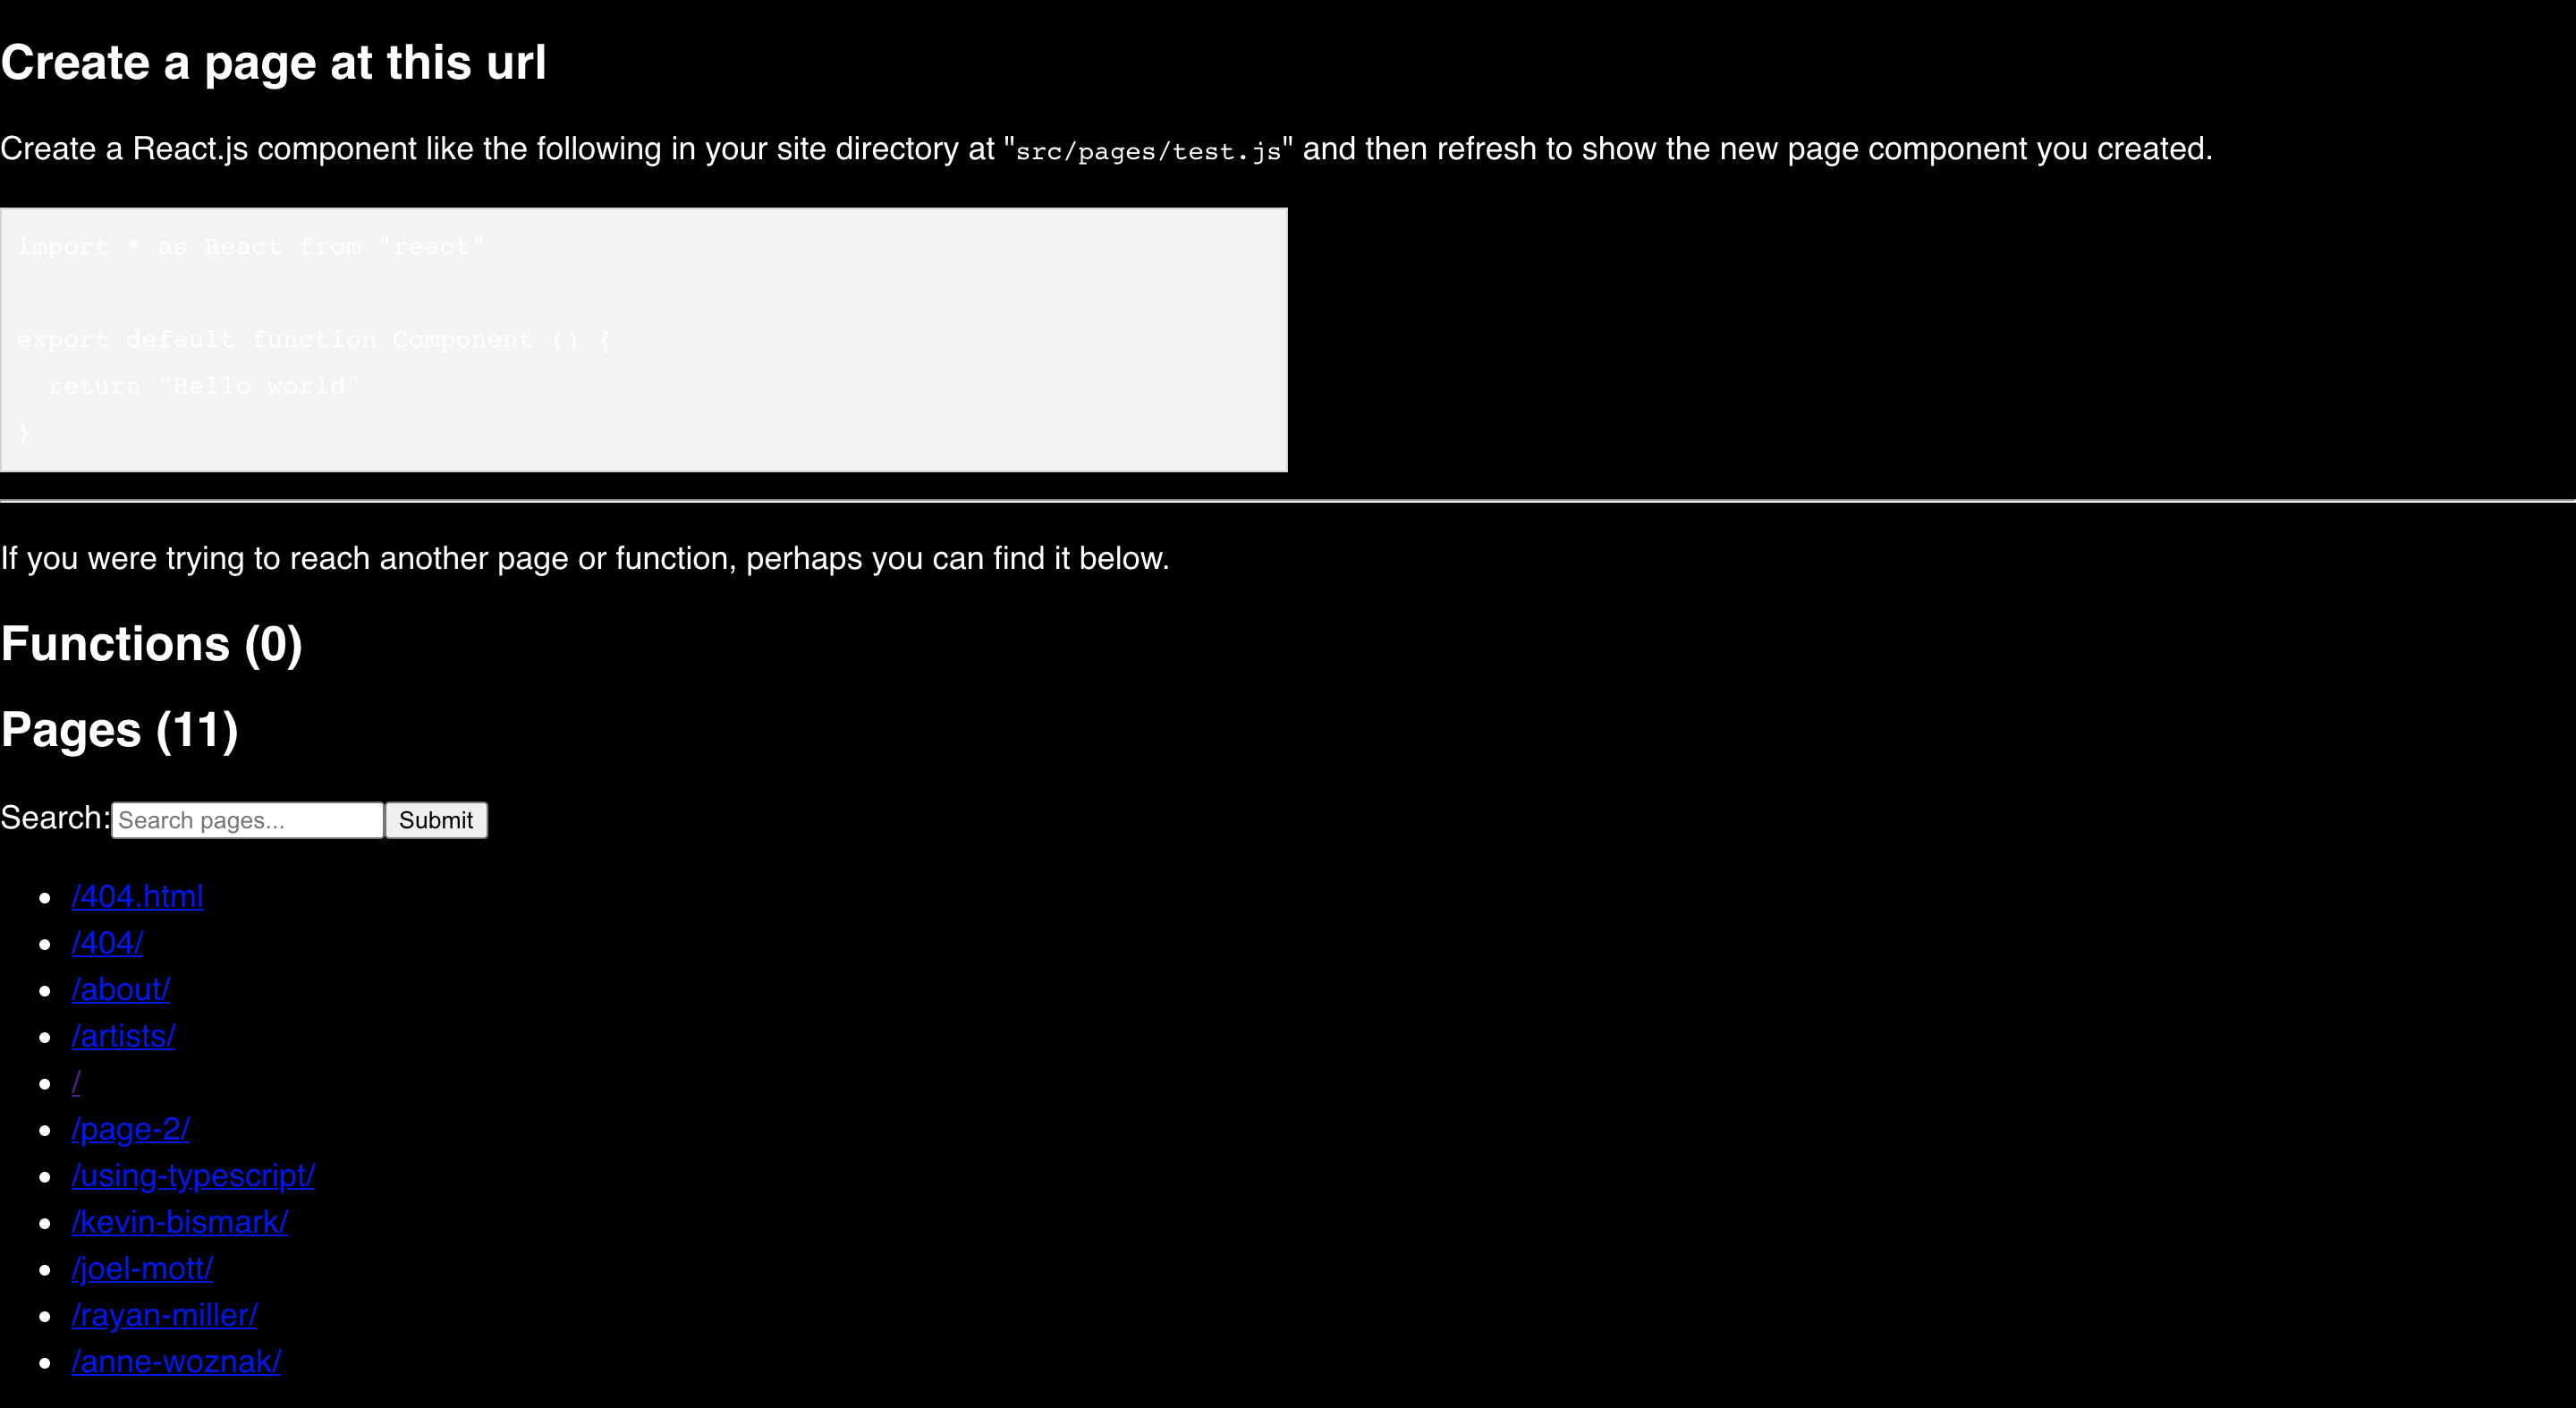 Create a page at this url
Create a React.js component like the following in your site directory at "src/pages/test.js" and then refresh to show the new page component you created.
import * as React from "react"
export default function Component () {
  return "Hello world"
}
If you were trying to reach another page or function, perhaps you can find it below.
Functions (0)
Pages (11)
Search: Search pages... Submit
/404.html
/404/
/about/
/artists/
/
/page-2/
/using-typescript/
/kevin-bismark/
/joel-mott/
/rayan-miller/
/anne-woznak/